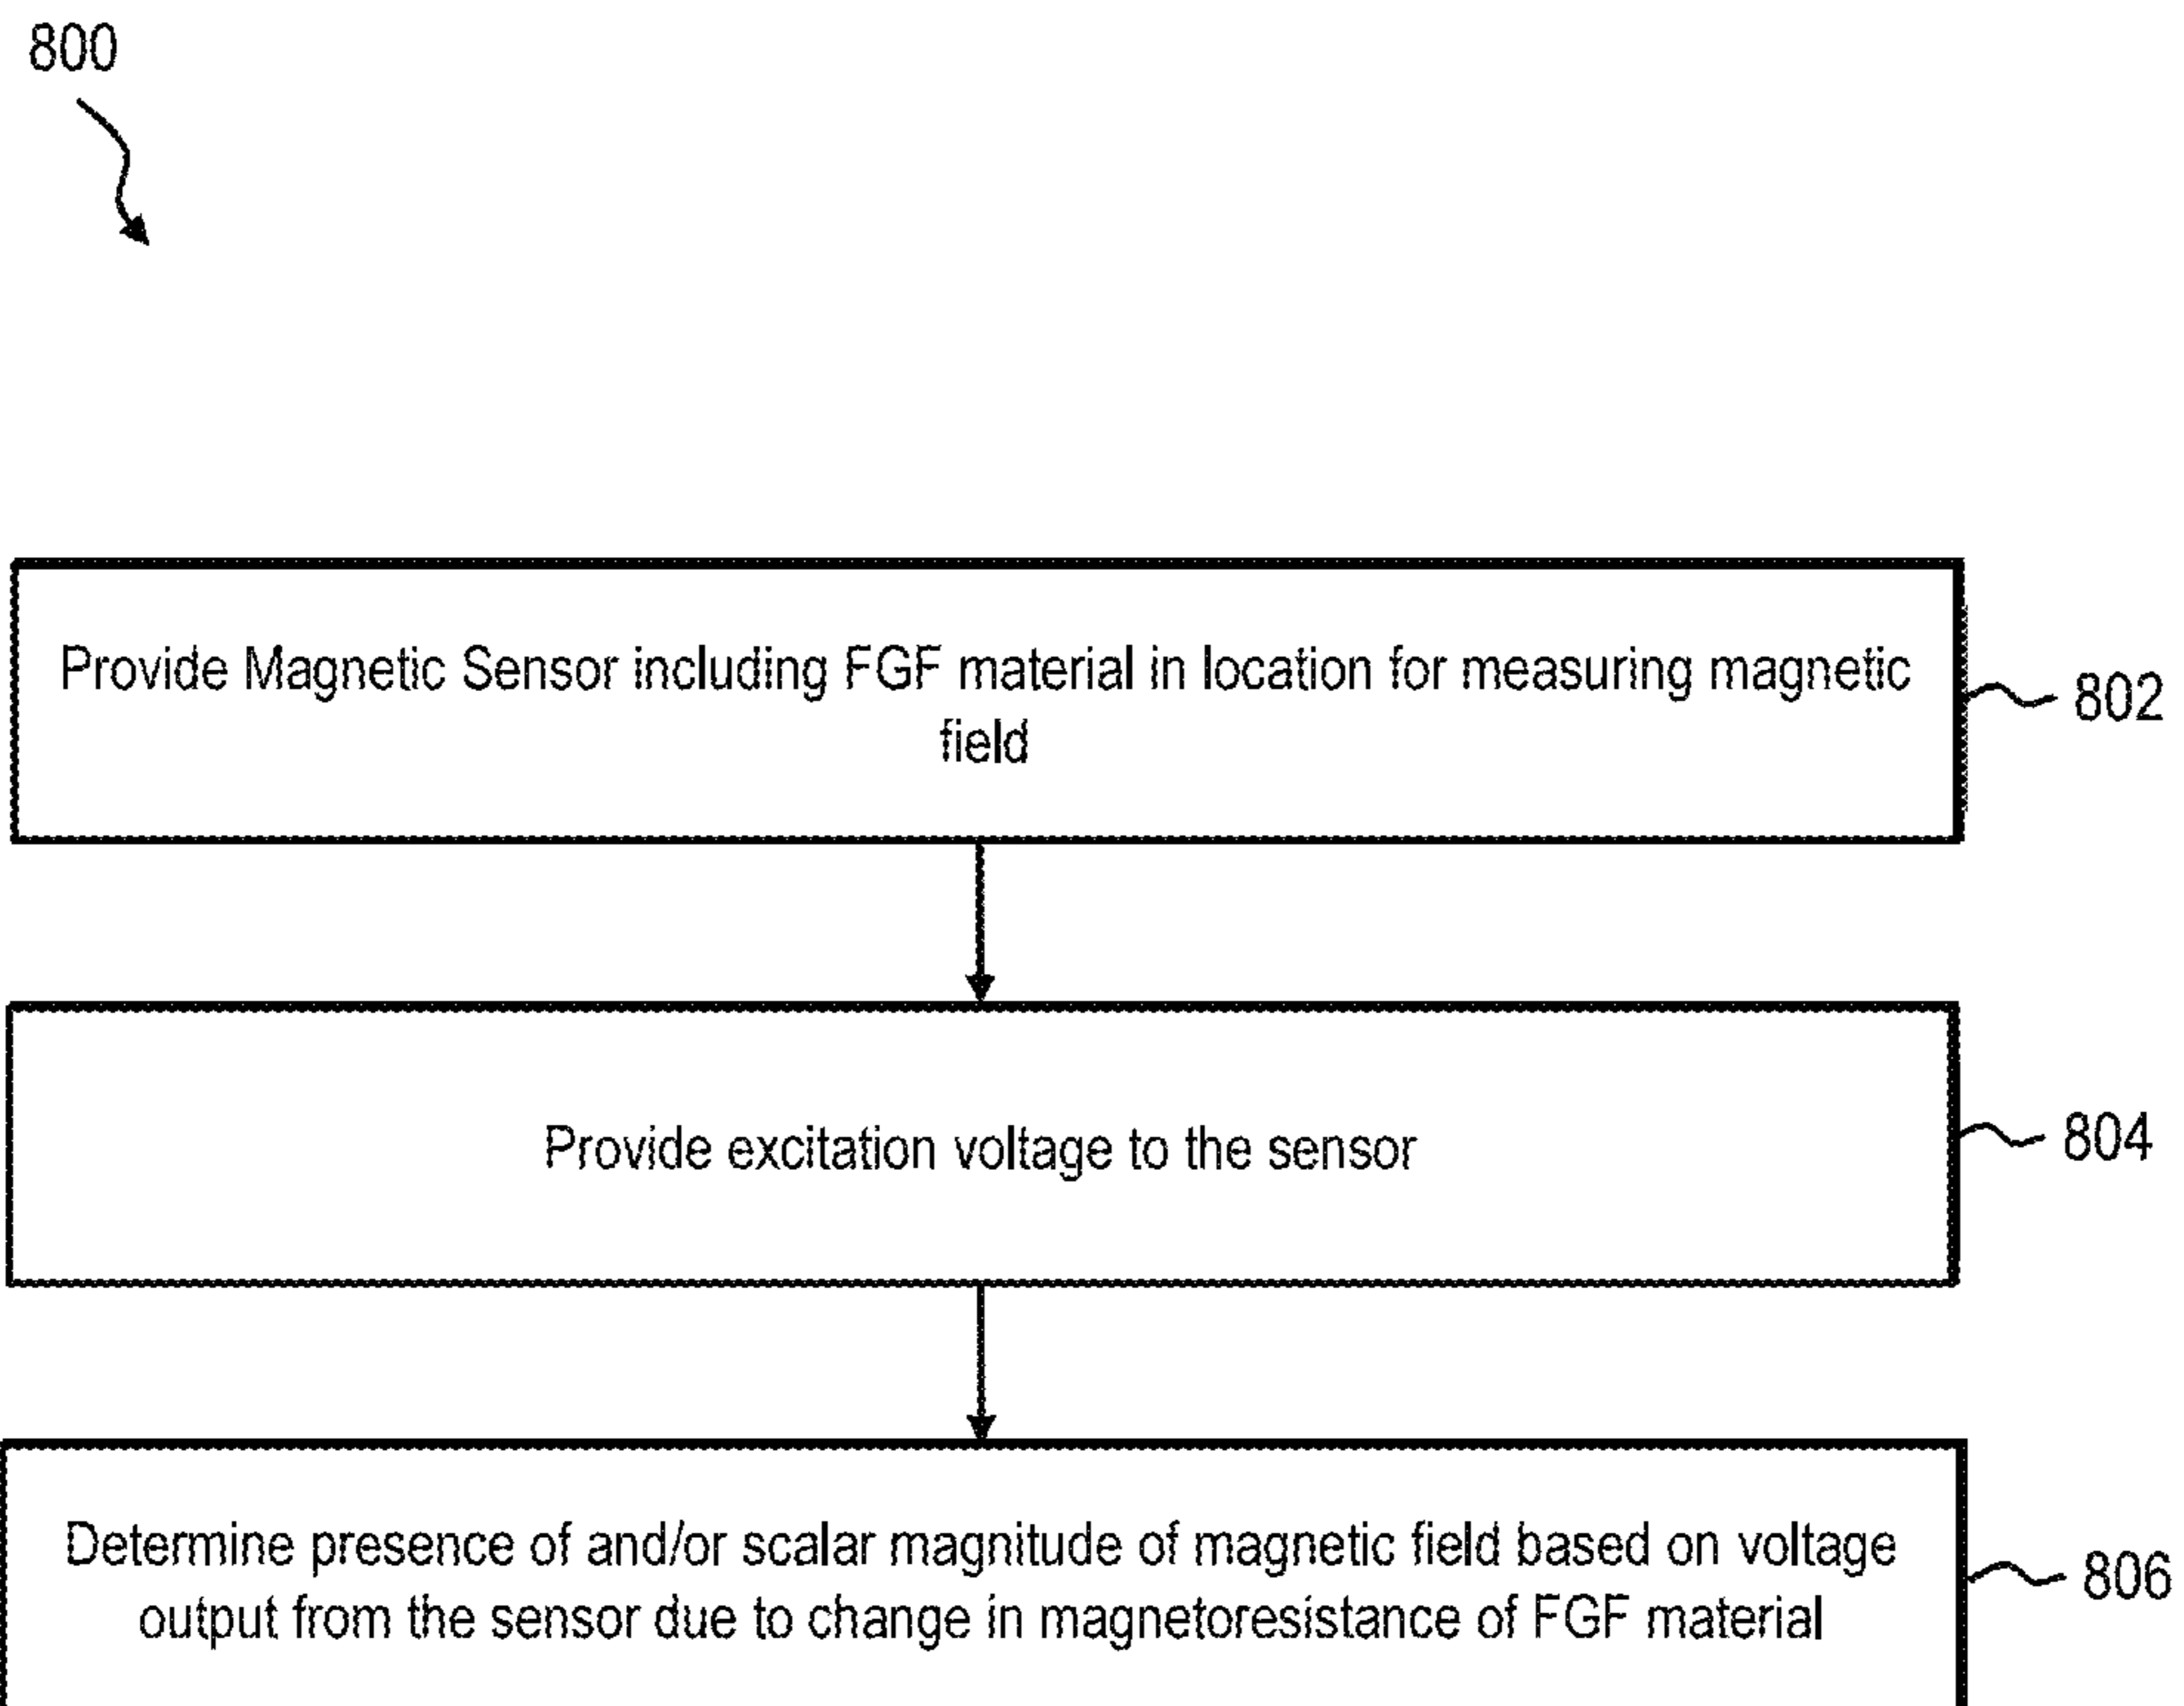 800
Provide Magnetic Sensor including FGF material in location for measuring magnetic
field
802
Provide excitation voltage to the sensor
804
Determine presence of and/or scalar magnitude of magnetic field based on voltage
output from the sensor due to change in magnetoresistance of FGF material
806